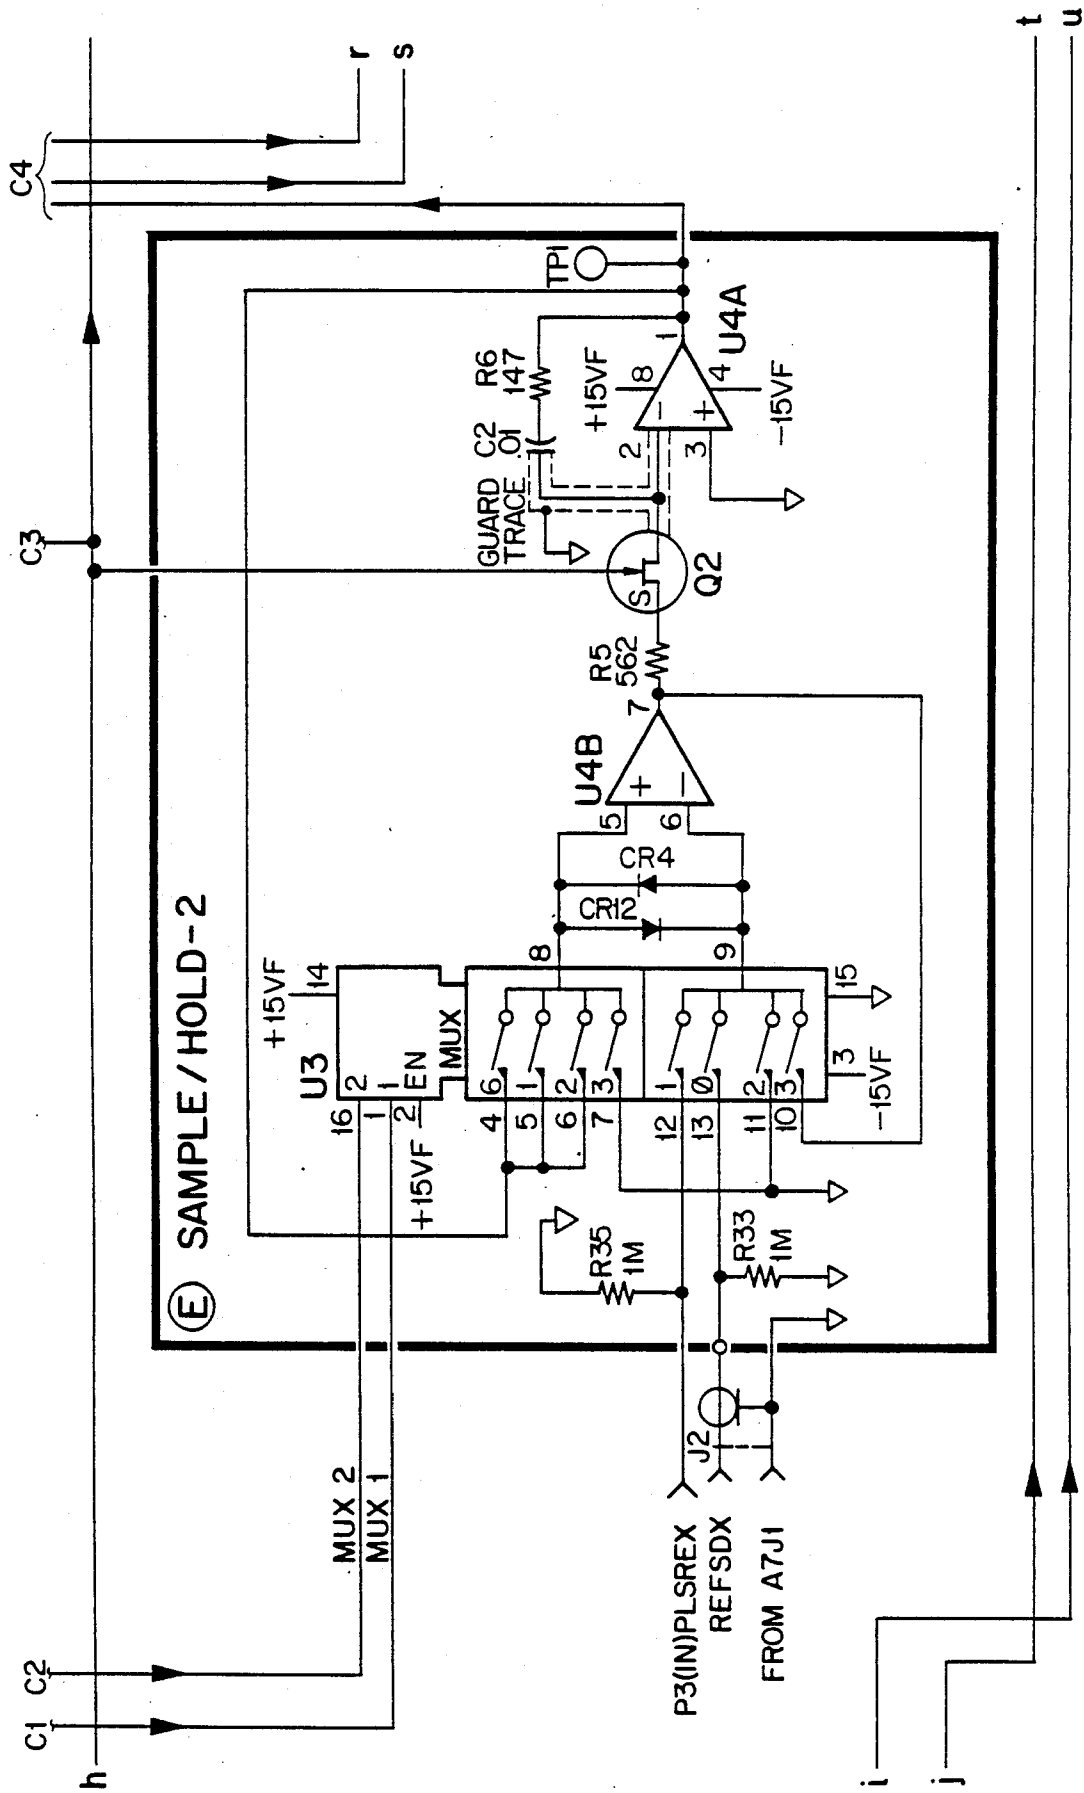 h
C1
C2
C3
C4
r
s
E SAMPLE/HOLD-2
MUX 2
MUX 1
+15VF
14
U3
16
2
1
1
2
EN
+15VF
MUX
4
6
5
1
6
2
7
3
8
12
1
13
Ø
11
2
10
3
9
3
-15VF
15
R35
1M
R33
1M
CR12
CR4
U4B
5
+
6
-
7
R5
562
S
Q2
GUARD
TRACE
C2
.01
R6
147
+15VF
8
2
-
3
+
4
-15VF
1
U4A
TP1
P3(IN)PLSREX
REFSDX
J2
FROM A7J1
i
j
t
u